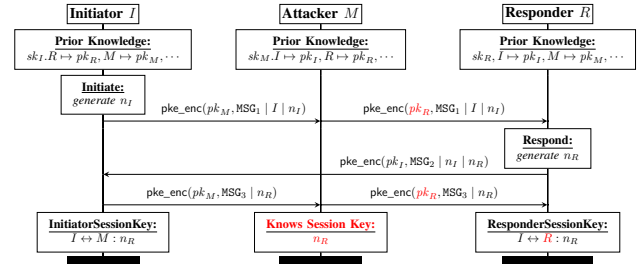 Initiator I
Attacker M
Responder R
Prior Knowledge:
sk_I. R ↦ pk_R, M ↦ pk_M, ⋯
Prior Knowledge:
sk_M. I ↦ pk_I, R ↦ pk_R, ⋯
Prior Knowledge:
sk_R, I ↦ pk_I, M ↦ pk_M, ⋯
Initiate:
generate n_I
pke_enc(pk_M, MSG_1 | I | n_I)
pke_enc(pk_R, MSG_1 | I | n_I)
Respond:
generate n_R
pke_enc(pk_I, MSG_2 | n_I | n_R)
pke_enc(pk_M, MSG_3 | n_R)
pke_enc(pk_R, MSG_3 | n_R)
InitiatorSessionKey:
I ↔ M : n_R
Knows Session Key:
n_R
ResponderSessionKey:
I ↔ R : n_R